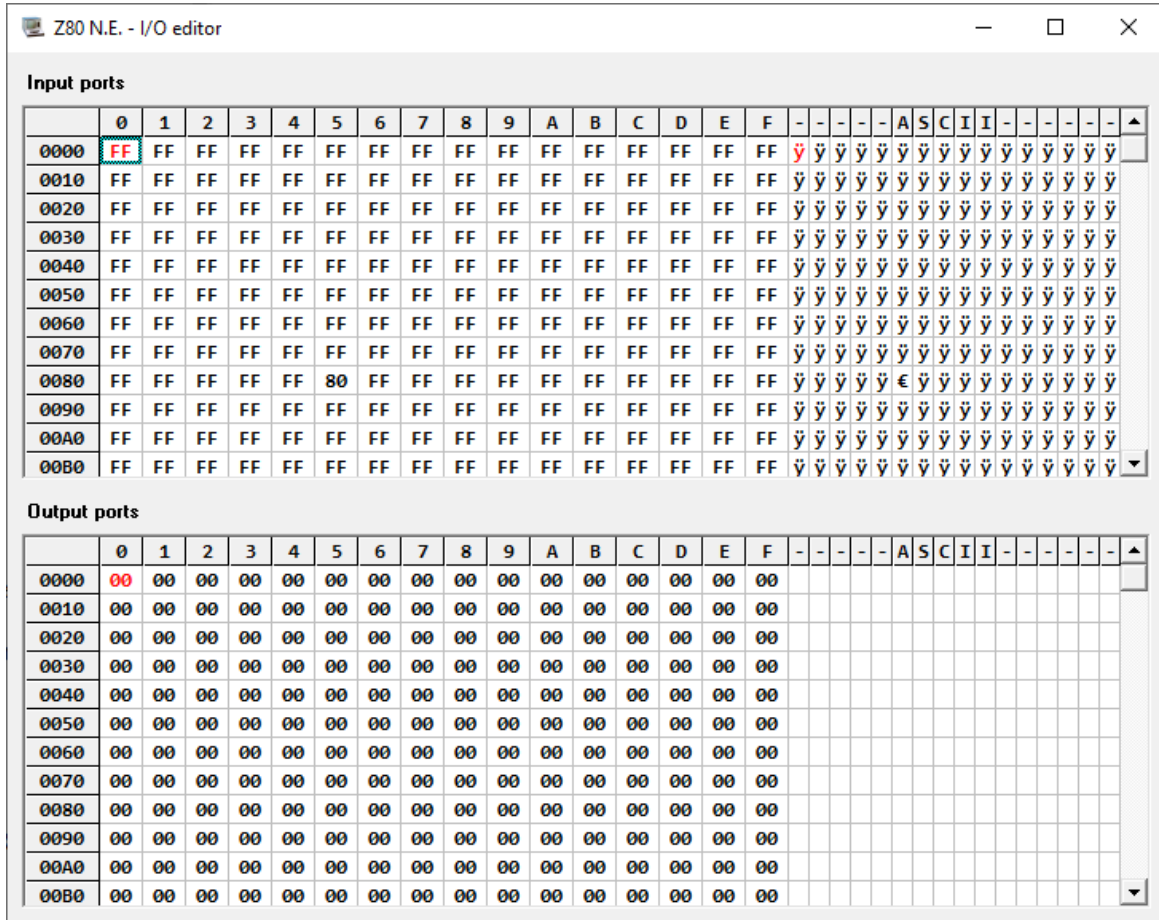 Z80 N.E. - I/O editor
Input ports
0 1 2 3 4 5 6 7 8 9 A B C D E F - - - - - A S C I I - - - - - -
0000 FF FF FF FF FF FF FF FF FF FF FF FF FF FF FF FF ÿ ÿ ÿ ÿ ÿ ÿ ÿ ÿ ÿ ÿ ÿ ÿ ÿ ÿ ÿ ÿ
0010 FF FF FF FF FF FF FF FF FF FF FF FF FF FF FF FF ÿ ÿ ÿ ÿ ÿ ÿ ÿ ÿ ÿ ÿ ÿ ÿ ÿ ÿ ÿ ÿ
0020 FF FF FF FF FF FF FF FF FF FF FF FF FF FF FF FF ÿ ÿ ÿ ÿ ÿ ÿ ÿ ÿ ÿ ÿ ÿ ÿ ÿ ÿ ÿ ÿ
0030 FF FF FF FF FF FF FF FF FF FF FF FF FF FF FF FF ÿ ÿ ÿ ÿ ÿ ÿ ÿ ÿ ÿ ÿ ÿ ÿ ÿ ÿ ÿ ÿ
0040 FF FF FF FF FF FF FF FF FF FF FF FF FF FF FF FF ÿ ÿ ÿ ÿ ÿ ÿ ÿ ÿ ÿ ÿ ÿ ÿ ÿ ÿ ÿ ÿ
0050 FF FF FF FF FF FF FF FF FF FF FF FF FF FF FF FF ÿ ÿ ÿ ÿ ÿ ÿ ÿ ÿ ÿ ÿ ÿ ÿ ÿ ÿ ÿ ÿ
0060 FF FF FF FF FF FF FF FF FF FF FF FF FF FF FF FF ÿ ÿ ÿ ÿ ÿ ÿ ÿ ÿ ÿ ÿ ÿ ÿ ÿ ÿ ÿ ÿ
0070 FF FF FF FF FF FF FF FF FF FF FF FF FF FF FF FF ÿ ÿ ÿ ÿ ÿ ÿ ÿ ÿ ÿ ÿ ÿ ÿ ÿ ÿ ÿ ÿ
0080 FF FF FF FF FF 80 FF FF FF FF FF FF FF FF FF FF ÿ ÿ ÿ ÿ ÿ € ÿ ÿ ÿ ÿ ÿ ÿ ÿ ÿ ÿ ÿ
0090 FF FF FF FF FF FF FF FF FF FF FF FF FF FF FF FF ÿ ÿ ÿ ÿ ÿ ÿ ÿ ÿ ÿ ÿ ÿ ÿ ÿ ÿ ÿ ÿ
00A0 FF FF FF FF FF FF FF FF FF FF FF FF FF FF FF FF ÿ ÿ ÿ ÿ ÿ ÿ ÿ ÿ ÿ ÿ ÿ ÿ ÿ ÿ ÿ ÿ
00B0 FF FF FF FF FF FF FF FF FF FF FF FF FF FF FF FF ÿ ÿ ÿ ÿ ÿ ÿ ÿ ÿ ÿ ÿ ÿ ÿ ÿ ÿ ÿ ÿ
Output ports
0 1 2 3 4 5 6 7 8 9 A B C D E F - - - - - A S C I I - - - - - -
0000 00 00 00 00 00 00 00 00 00 00 00 00 00 00 00 00
0010 00 00 00 00 00 00 00 00 00 00 00 00 00 00 00 00
0020 00 00 00 00 00 00 00 00 00 00 00 00 00 00 00 00
0030 00 00 00 00 00 00 00 00 00 00 00 00 00 00 00 00
0040 00 00 00 00 00 00 00 00 00 00 00 00 00 00 00 00
0050 00 00 00 00 00 00 00 00 00 00 00 00 00 00 00 00
0060 00 00 00 00 00 00 00 00 00 00 00 00 00 00 00 00
0070 00 00 00 00 00 00 00 00 00 00 00 00 00 00 00 00
0080 00 00 00 00 00 00 00 00 00 00 00 00 00 00 00 00
0090 00 00 00 00 00 00 00 00 00 00 00 00 00 00 00 00
00A0 00 00 00 00 00 00 00 00 00 00 00 00 00 00 00 00
00B0 00 00 00 00 00 00 00 00 00 00 00 00 00 00 00 00